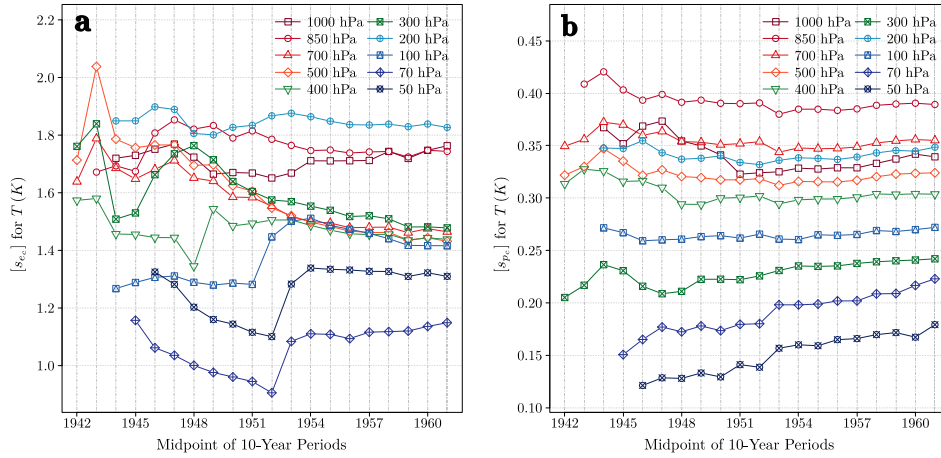 a
1000 hPa 300 hPa
850 hPa 200 hPa
700 hPa 100 hPa
500 hPa 70 hPa
400 hPa 50 hPa
2.2
2.0
1.8
1.6
1.4
1.2
1.0
[s_{e_c}] for T (K)
1942 1945 1948 1951 1954 1957 1960
Midpoint of 10-Year Periods
b
1000 hPa 300 hPa
850 hPa 200 hPa
700 hPa 100 hPa
500 hPa 70 hPa
400 hPa 50 hPa
0.45
0.40
0.35
0.30
0.25
0.20
0.15
0.10
[s_{p_c}] for T (K)
1942 1945 1948 1951 1954 1957 1960
Midpoint of 10-Year Periods